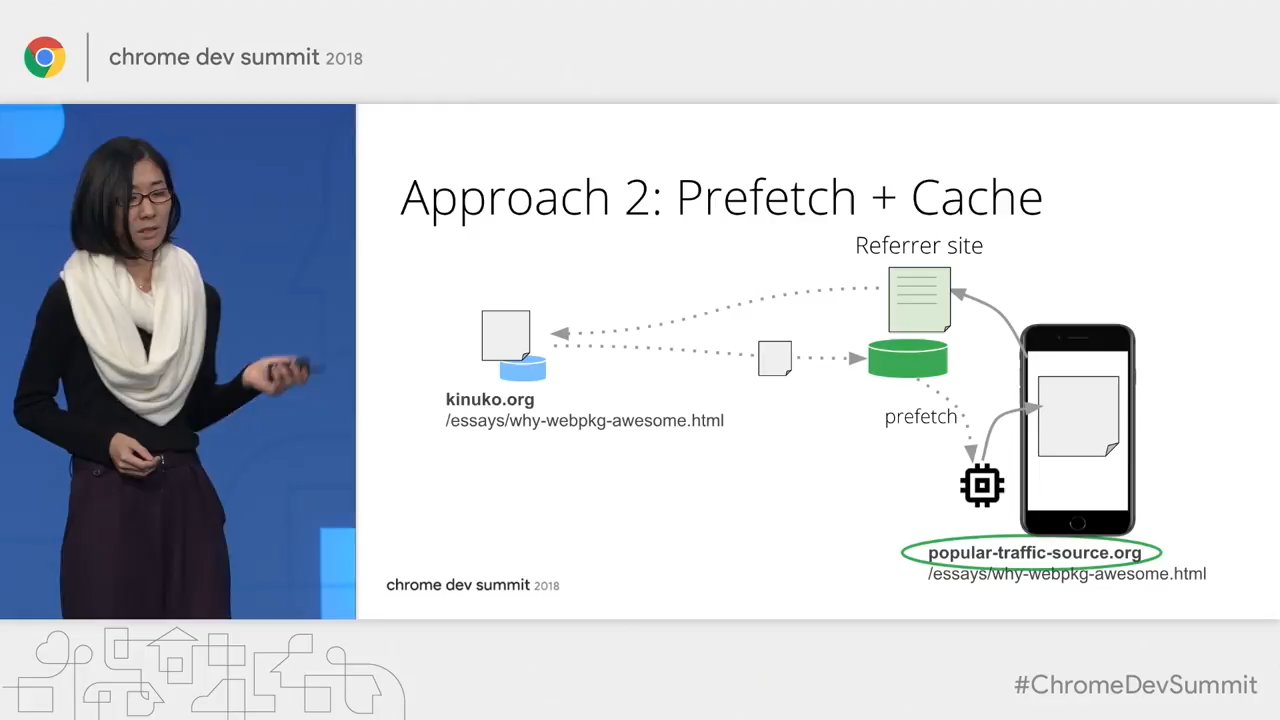 chrome dev summit 2018
Approach 2: Prefetch + Cache
Referrer site
kinuko.org
/essays/why-webpkg-awesome.html
prefetch
popular-traffic-source.org
/essays/why-webpkg-awesome.html
chrome dev summit 2018
#ChromeDevSummit